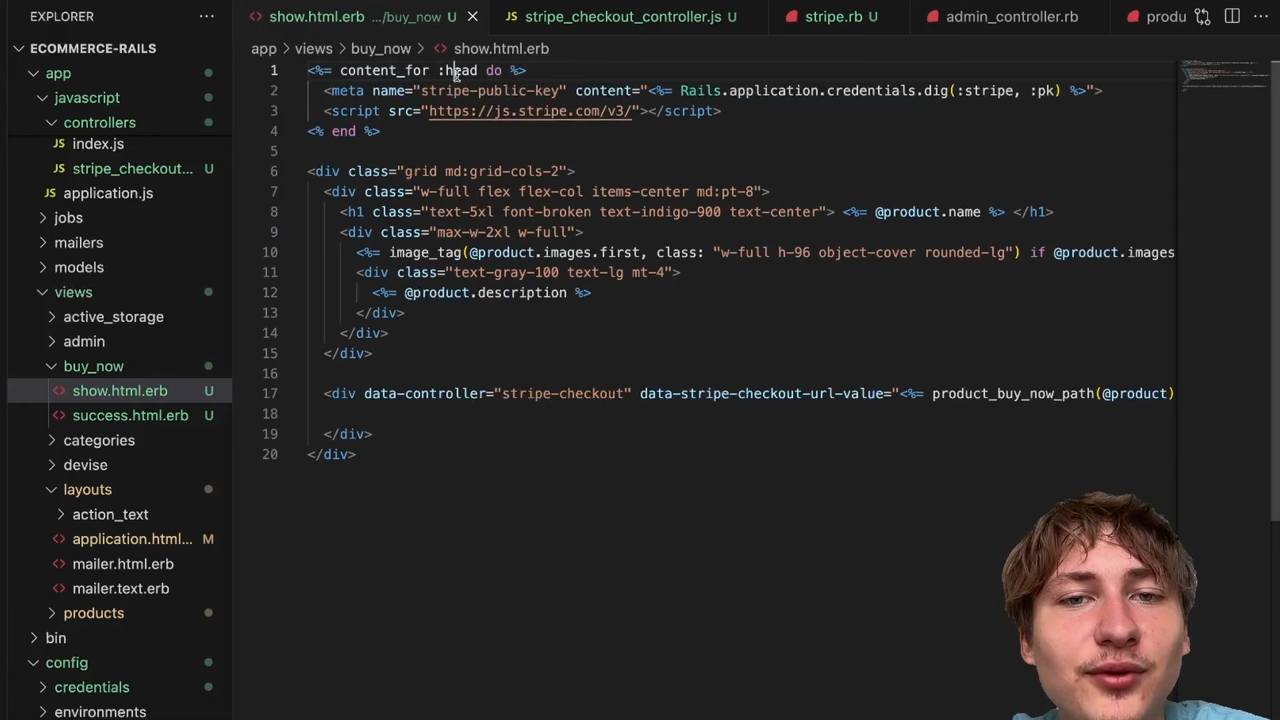 EXPLORER
show.html.erb .../buy_now U
stripe_checkout_controller.js U
stripe.rb U
admin_controller.rb
produ
ECOMMERCE-RAILS
app > views > buy_now > show.html.erb
app
javascript
controllers
index.js
stripe_checkout... U
application.js
jobs
mailers
models
views
active_storage
admin
buy_now
show.html.erb U
success.html.erb U
categories
devise
layouts
action_text
application.html... M
mailer.html.erb
mailer.text.erb
products
bin
config
credentials
environments
1 <%= content_for :head do %>
2 <meta name="stripe-public-key" content="<%= Rails.application.credentials.dig(:stripe, :pk) %>">
3 <script src="https://js.stripe.com/v3/"></script>
4 <% end %>
5
6 <div class="grid md:grid-cols-2">
7 <div class="w-full flex flex-col items-center md:pt-8">
8 <h1 class="text-5xl font-broken text-indigo-900 text-center"> <%= @product.name %> </h1>
9 <div class="max-w-2xl w-full">
10 <%= image_tag(@product.images.first, class: "w-full h-96 object-cover rounded-lg") if @product.images
11 <div class="text-gray-100 text-lg mt-4">
12 <%= @product.description %>
13 </div>
14 </div>
15 </div>
16
17 <div data-controller="stripe-checkout" data-stripe-checkout-url-value="<%= product_buy_now_path(@product)
18
19 </div>
20 </div>